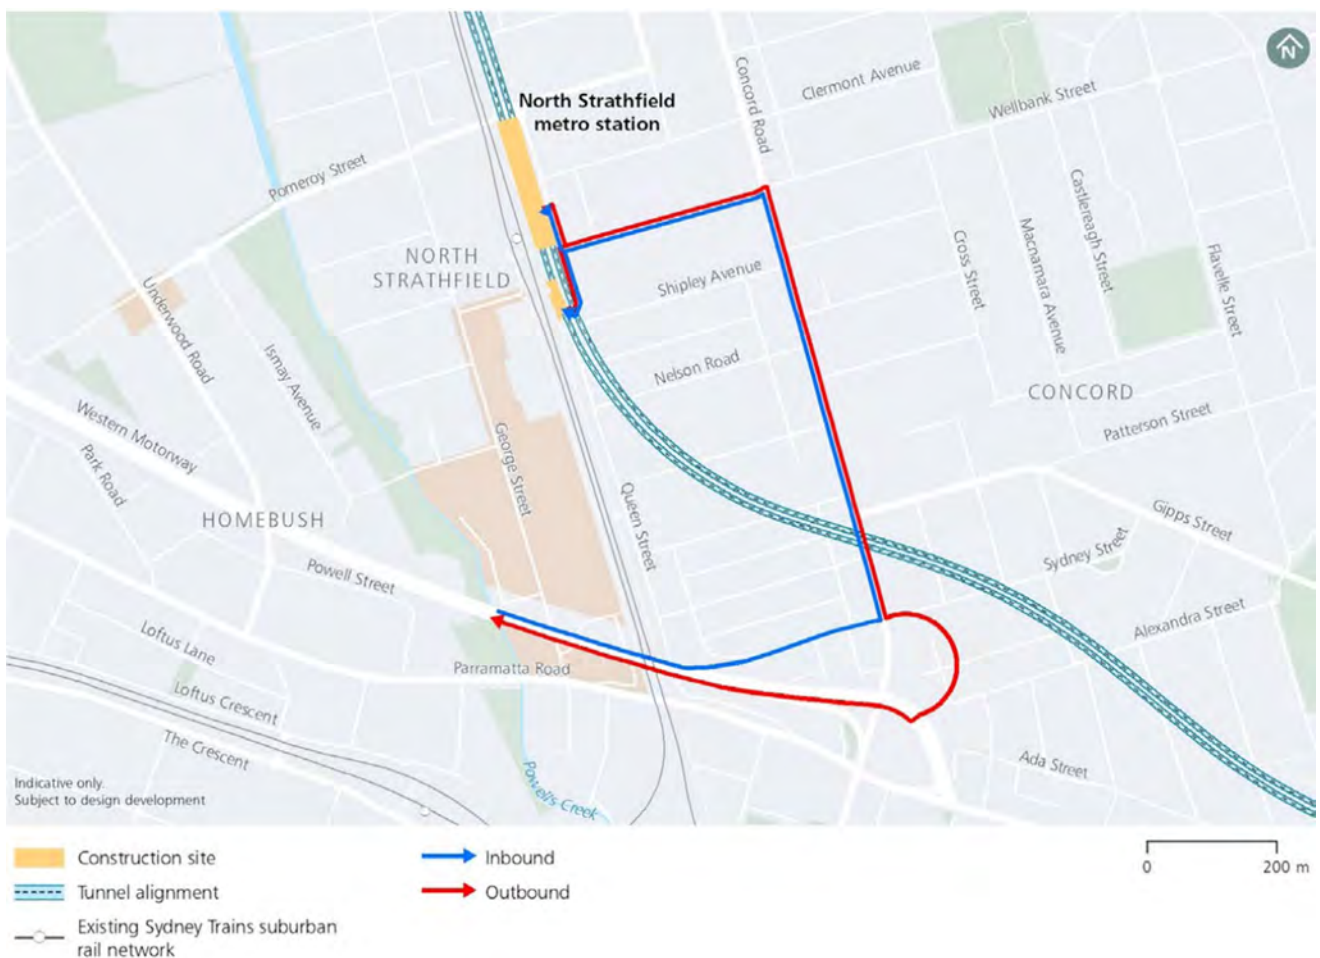 N
North Strathfield
metro station
Concord Road
Clermont Avenue
Wellbank Street
Pomeroy Street
NORTH
STRATHFIELD
Castlereagh Street
Macnamara Avenue
Cross Street
Flavelle Street
Shipley Avenue
Underwood Road
Ismay Avenue
Nelson Road
CONCORD
Patterson Street
Western Motorway
Park Road
George Street
Queen Street
HOMEBUSH
Gipps Street
Sydney Street
Powell Street
Alexandra Street
Loftus Lane
Parramatta Road
Loftus Crescent
The Crescent
Ada Street
Powell's Creek
Indicative only.
Subject to design development
Construction site
Tunnel alignment
Existing Sydney Trains suburban
rail network
Inbound
Outbound
0 200 m